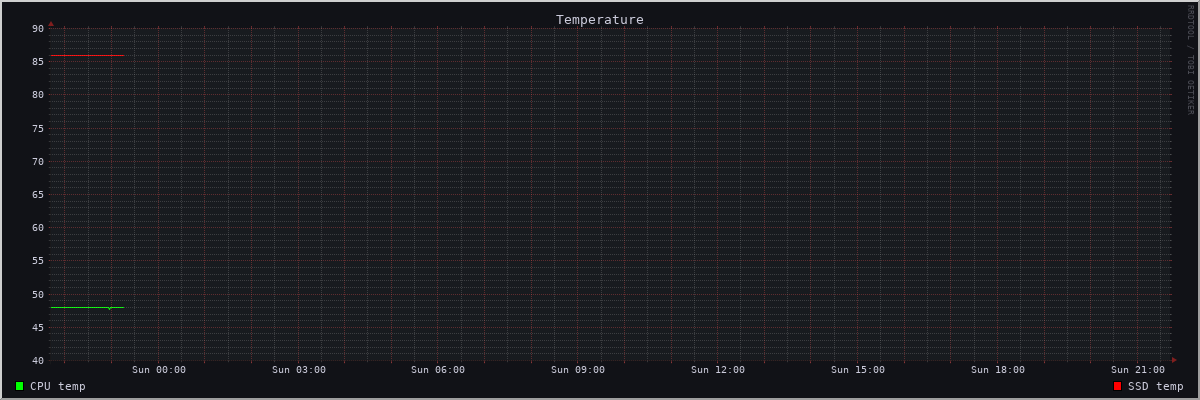 Temperature
RRDTOOL / TOBI OETIKER
90
85
80
75
70
65
60
55
50
45
40
Sun 00:00 Sun 03:00 Sun 06:00 Sun 09:00 Sun 12:00 Sun 15:00 Sun 18:00 Sun 21:00
CPU temp SSD temp